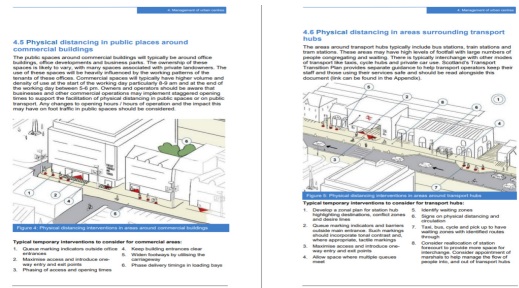 4. Management of urban centres
4.5 Physical distancing in public places around
commercial buildings
The public spaces around commercial buildings will typically be around office
buildings, office developments and business parks. The ownership of these
spaces is likely to vary, with many spaces associated with private landowners. The
use of these spaces will be heavily influenced by the working patterns of the
tenants of these offices. Commercial spaces will typically have higher volume and
density of use at the start of the working day particularly 8-9 am and at the end of the
working day between 5-6 pm. Owners and operators should be aware that
businesses and other commercial operations may implement staggered opening
times to support the facilitation of physical distancing in public spaces or on public
transport. Any changes to opening hours / hours of operation and the impact this
may have on foot traffic in public spaces should be considered.
Figure 4: Physical distancing interventions in areas around commercial buildings
Typical temporary interventions to consider for commercial areas:
1. Queue marking indicators outside office entrances
2. Maximise access and introduce one-way entry and exit points
3. Phasing of access and opening times
4. Keep building entrances clear
5. Widen footways by utilising the carriageway
6. Phase delivery timings in loading bays
4. Management of urban centres
4.6 Physical distancing in areas surrounding transport
hubs
The areas around transport hubs typically include bus stations, train stations and
tram stations. These areas may have high levels of footfall with large numbers of
people congregating and waiting. There is typically interchange with other modes
of transport like taxis, cycle hubs and private car use. Scotland's Transport
Transition Plan provides separate guidance to help transport operators keep their
staff and those using their services safe and should be read alongside this
document (link can be found in the Appendix).
Figure 5: Physical distancing interventions in areas around transport hubs
Typical temporary interventions to consider for transport hubs:
1. Develop a zonal plan for station hub
highlighting destinations, conflict zones
and desire lines
2. Queue marking indicators and barriers
outside main entrance. Such markings
should incorporate tonal contrast and,
where appropriate, tactile markings
3. Maximise access and introduce one-
way entry and exit points
4. Allow space where multiple queues
meet
5. Identify waiting zones
6. Signs on physical distancing and
circulation
7. Taxi, bus, cycle and pick up to have
waiting zones with identified routes
through
8. Consider reallocation of station
forecourt to provide more space for
interchange. Consider appointment of
marshals to help manage the flow of
people into, and out of transport hubs